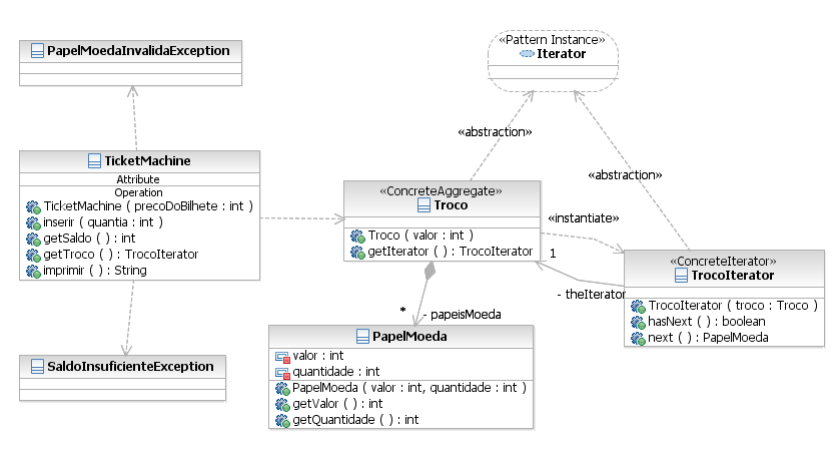 PapelMoedaInvalidaException
«Pattern Instance»
Iterator
«abstraction»
«abstraction»
TicketMachine
Attribute
Operation
TicketMachine ( precoDoBilhete : int )
inserir ( quantia : int )
getSaldo ( ) : int
getTroco ( ) : TrocoIterator
imprimir ( ) : String
«ConcreteAggregate»
Troco
Troco ( valor : int )
getIterator ( ) : TrocoIterator
«instantiate»
1
- theIterator
«ConcreteIterator»
TrocoIterator
TrocoIterator ( troco : Troco )
hasNext ( ) : boolean
next ( ) : PapelMoeda
*
- papeisMoeda
PapelMoeda
valor : int
quantidade : int
PapelMoeda ( valor : int, quantidade : int )
getValor ( ) : int
getQuantidade ( ) : int
SaldoInsuficienteException